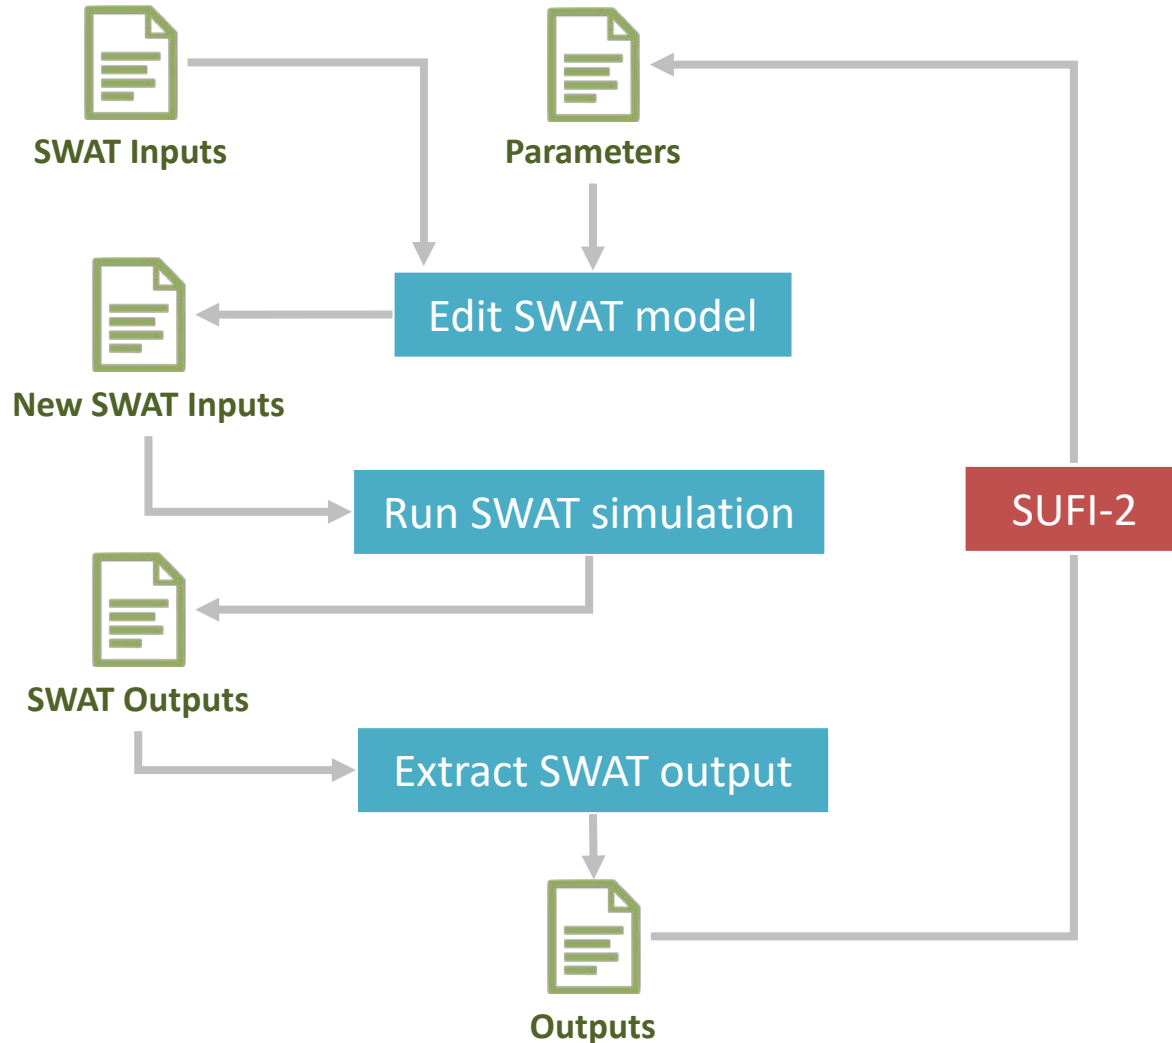 SWAT Inputs
Parameters
Edit SWAT model
New SWAT Inputs
Run SWAT simulation
SUFI-2
SWAT Outputs
Extract SWAT output
Outputs